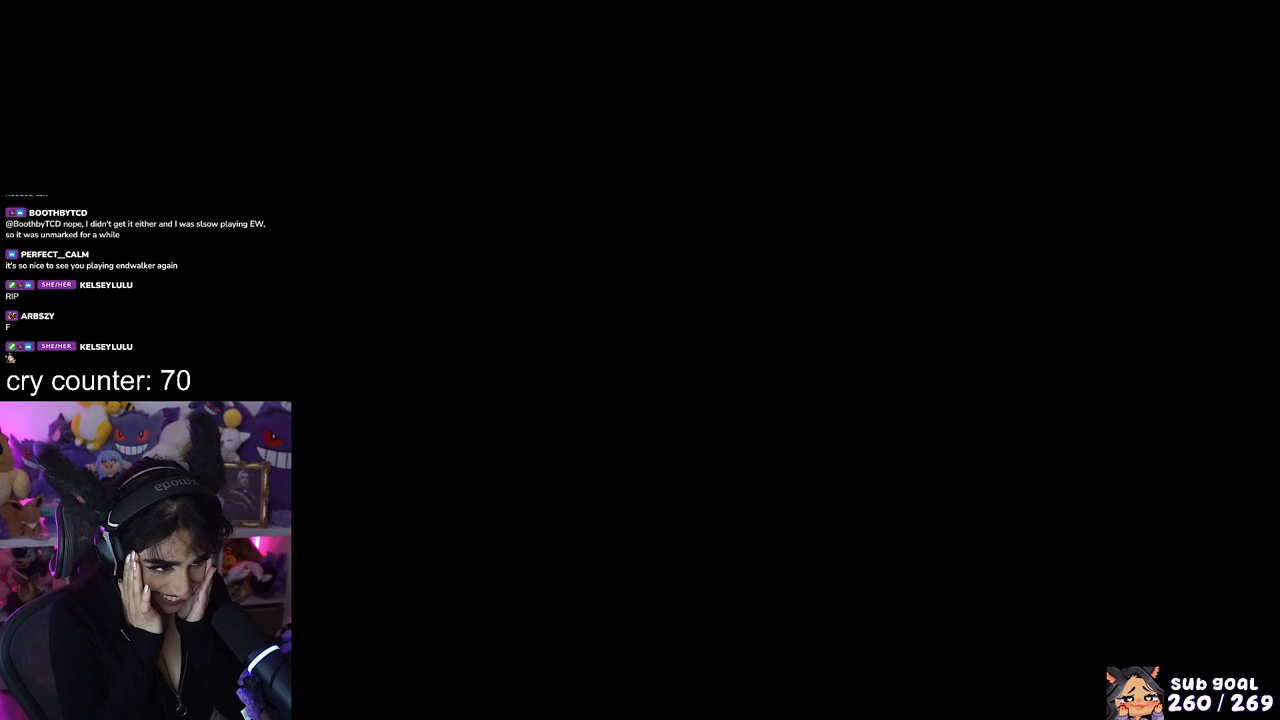 BOOTHBYTCD
@BoothbyTCD nope, I didn't get it either and I was slsow playing EW,
so it was unmarked for a while
PERFECT__CALM
it's so nice to see you playing endwalker again
SHE/HER KELSEYLULU
RIP
ARBSZY
F
SHE/HER KELSEYLULU
cry counter: 70
sub goal
260 / 269